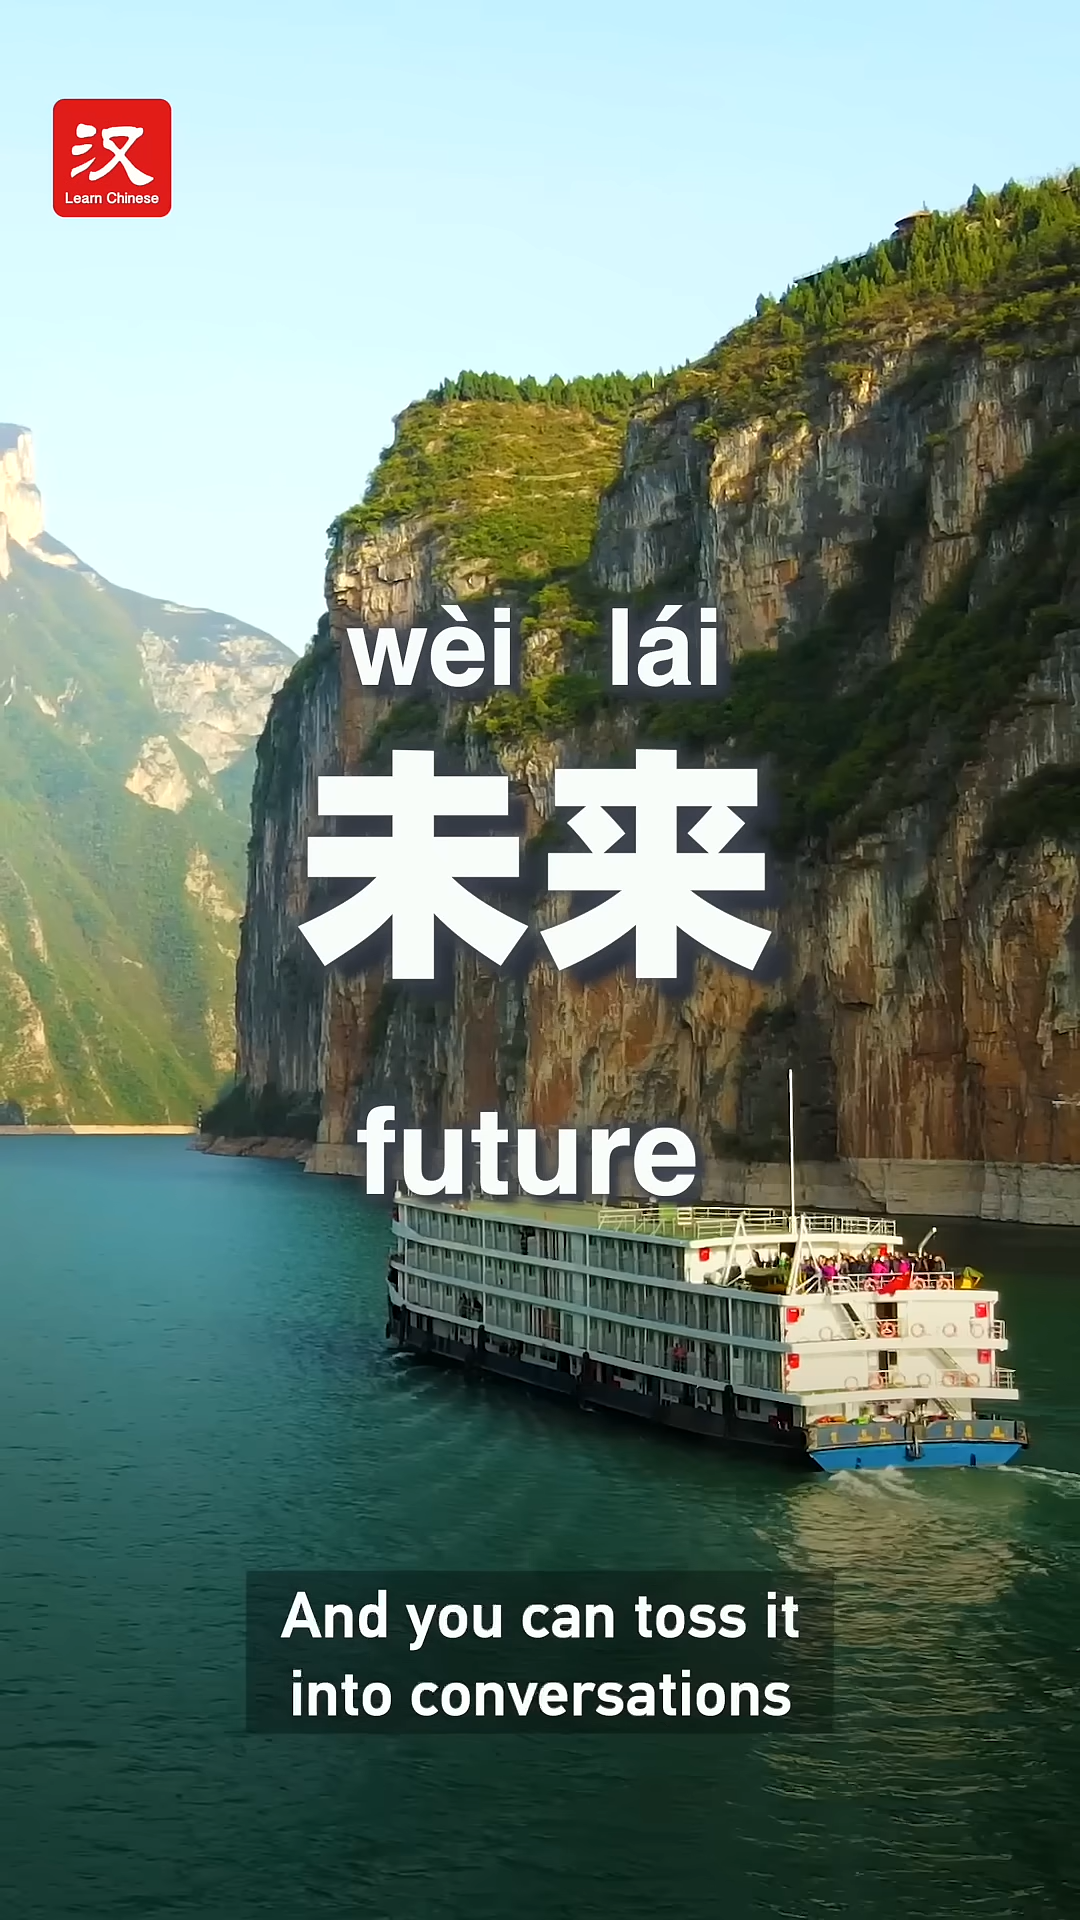 汉
Learn Chinese
wèi lái
未来
future
And you can toss it
into conversations